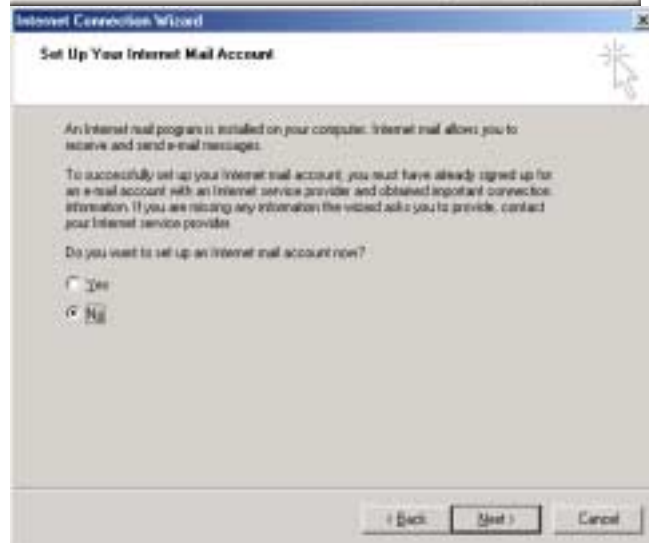 Internet Connection Wizard
Set Up Your Internet Mail Account
An Internet mail program is installed on your computer. Internet mail allows you to
receive and send e-mail messages.
To successfully set up your Internet mail account, you must have already signed up for
an e-mail account with an Internet service provider and obtained important connection
information. If you are missing any information the wizard asks you to provide, contact
your Internet service provider.
Do you want to set up an Internet mail account now?
Yes
No
< Back Next > Cancel